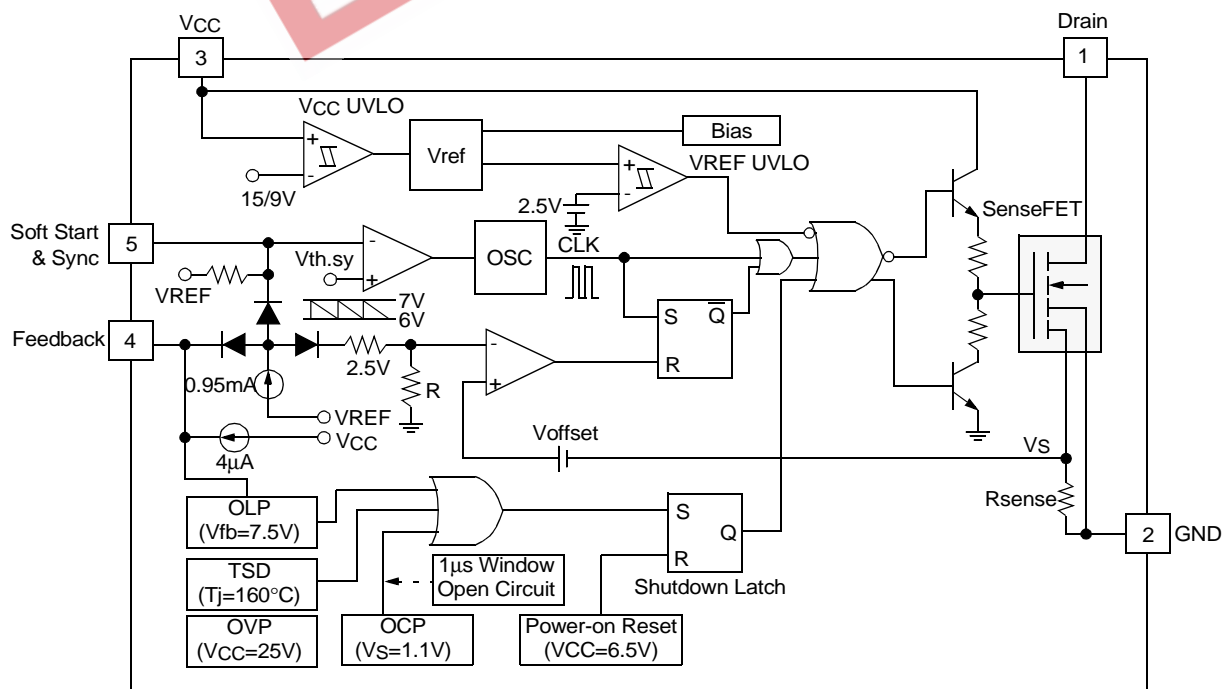 VCC
Drain
3
1
VCC UVLO
+
-
15/9V
Vref
Bias
VREF UVLO
+
-
2.5V
SenseFET
Soft Start
& Sync
5
-
Vth.sy
+
OSC
CLK
VREF
7V
6V
S
Q
R
Feedback
4
2.5V
-
+
0.95mA
R
VREF
VCC
4μA
Voffset
VS
Rsense
OLP
(Vfb=7.5V)
S
Q
R
2
GND
TSD
(Tj=160°C)
1μs Window
Open Circuit
Shutdown Latch
OVP
(VCC=25V)
OCP
(VS=1.1V)
Power-on Reset
(VCC=6.5V)